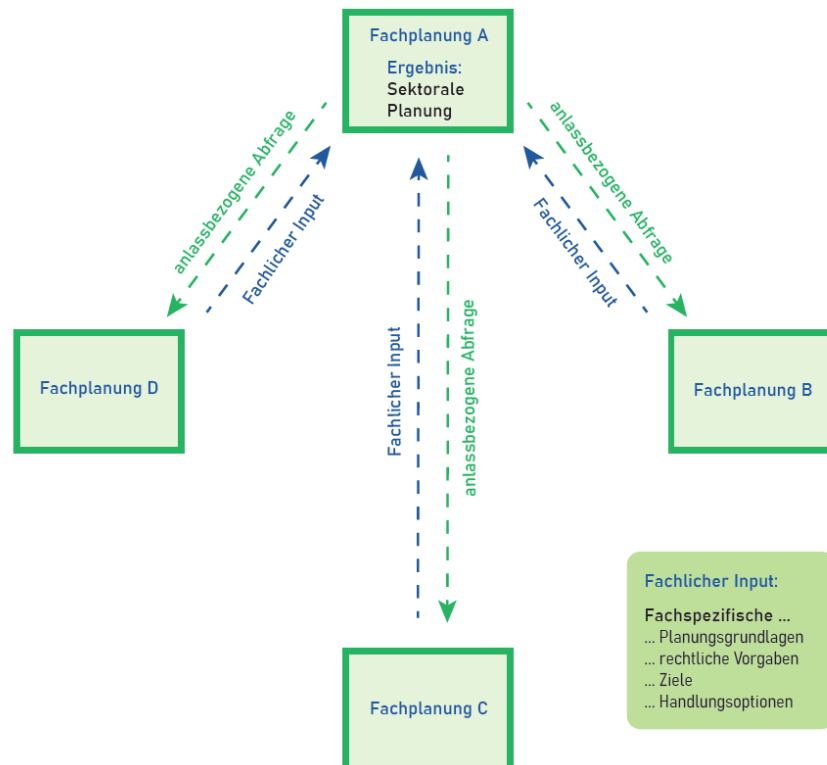 Fachplanung A
Ergebnis:
Sektorale
Planung
anlassbezogene Abfrage
Fachlicher Input
Fachlicher Input
anlassbezogene Abfrage
Fachlicher Input
anlassbezogene Abfrage
Fachplanung D
Fachplanung B
Fachplanung C
Fachlicher Input:
Fachspezifische ...
... Planungsgrundlagen
... rechtliche Vorgaben
... Ziele
... Handlungsoptionen